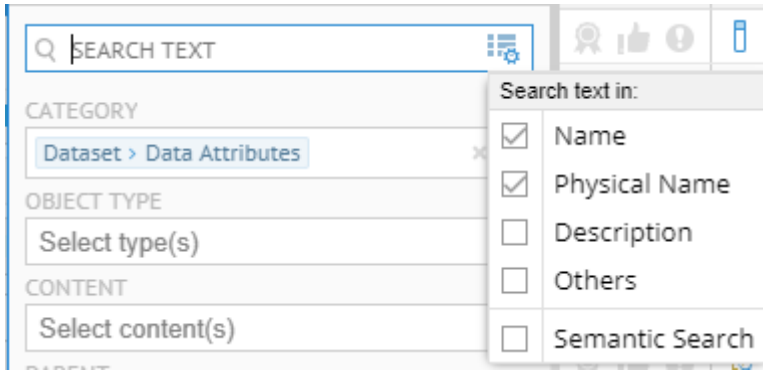 SEARCH TEXT
Search text in:
Name
Physical Name
Description
Others
Semantic Search
CATEGORY
Dataset > Data Attributes
OBJECT TYPE
Select type(s)
CONTENT
Select content(s)
PARENT